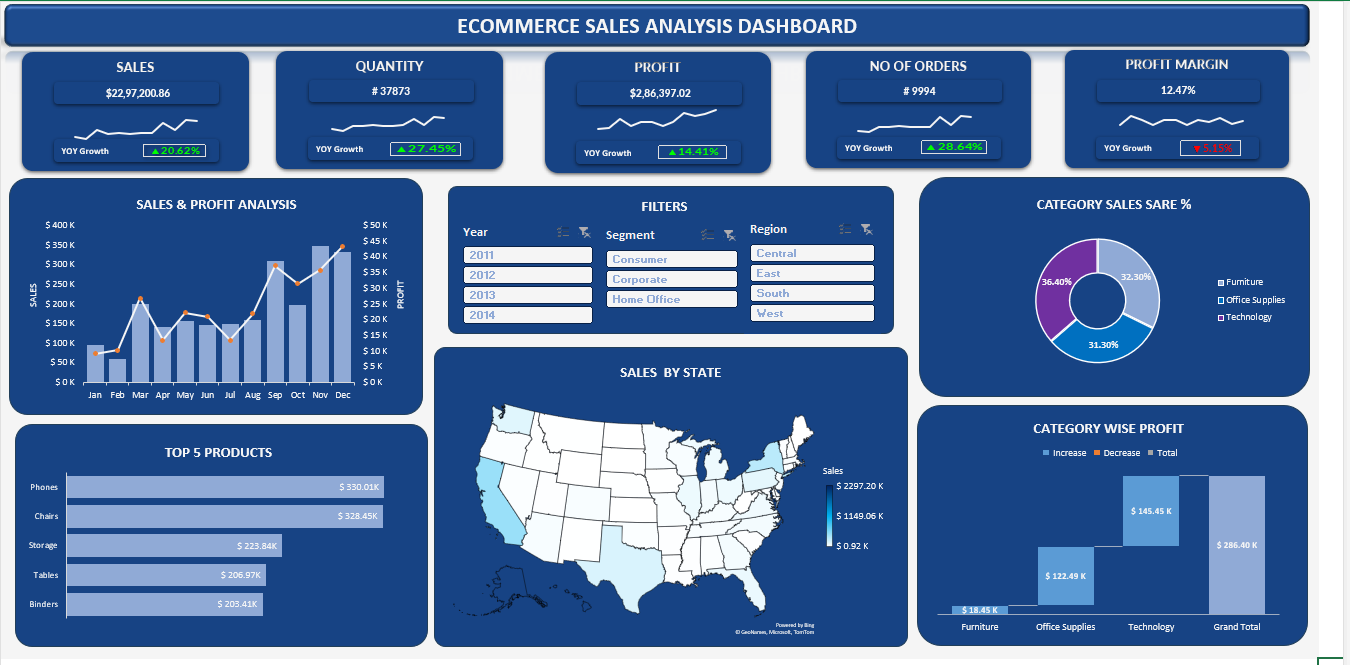 ECOMMERCE SALES ANALYSIS DASHBOARD
SALES
$22,97,200.86
YOY Growth ▲20.62%
QUANTITY
# 37873
YOY Growth ▲27.45%
PROFIT
$2,86,397.02
YOY Growth ▲14.41%
NO OF ORDERS
# 9994
YOY Growth ▲28.64%
PROFIT MARGIN
12.47%
YOY Growth ▼5.15%
SALES & PROFIT ANALYSIS
SALES
$ 400 K
$ 350 K
$ 300 K
$ 250 K
$ 200 K
$ 150 K
$ 100 K
$ 50 K
$ 0 K
$ 50 K
$ 45 K
$ 40 K
$ 35 K
$ 30 K
$ 25 K
$ 20 K
$ 15 K
$ 10 K
$ 5 K
$ 0 K
PROFIT
Jan Feb Mar Apr May Jun Jul Aug Sep Oct Nov Dec
FILTERS
Year
2011
2012
2013
2014
Segment
Consumer
Corporate
Home Office
Region
Central
East
South
West
CATEGORY SALES SARE %
32.30%
36.40%
31.30%
Furniture
Office Supplies
Technology
TOP 5 PRODUCTS
Phones $ 330.01K
Chairs $ 328.45K
Storage $ 223.84K
Tables $ 206.97K
Binders $ 203.41K
SALES BY STATE
Sales
$ 2297.20 K
$ 1149.06 K
$ 0.92 K
Powered by Bing
© GeoNames, Microsoft, TomTom
CATEGORY WISE PROFIT
Increase Decrease Total
$ 18.45 K
$ 122.49 K
$ 145.45 K
$ 286.40 K
Furniture Office Supplies Technology Grand Total